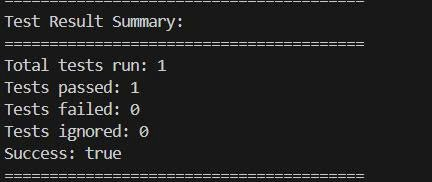 ========================================
Test Result Summary:
========================================
Total tests run: 1
Tests passed: 1
Tests failed: 0
Tests ignored: 0
Success: true
========================================